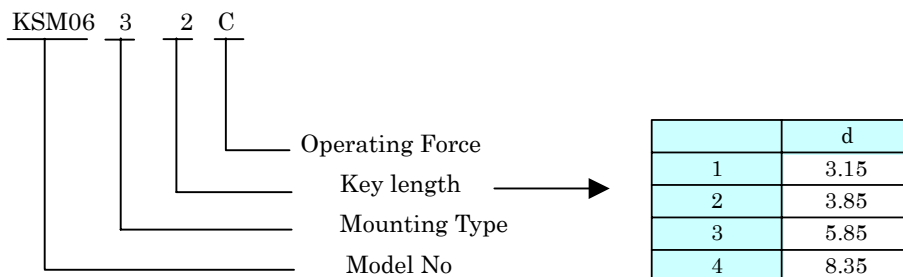 KSM06 3 2 C
Operating Force
Key length
Mounting Type
Model No
d
1 3.15
2 3.85
3 5.85
4 8.35